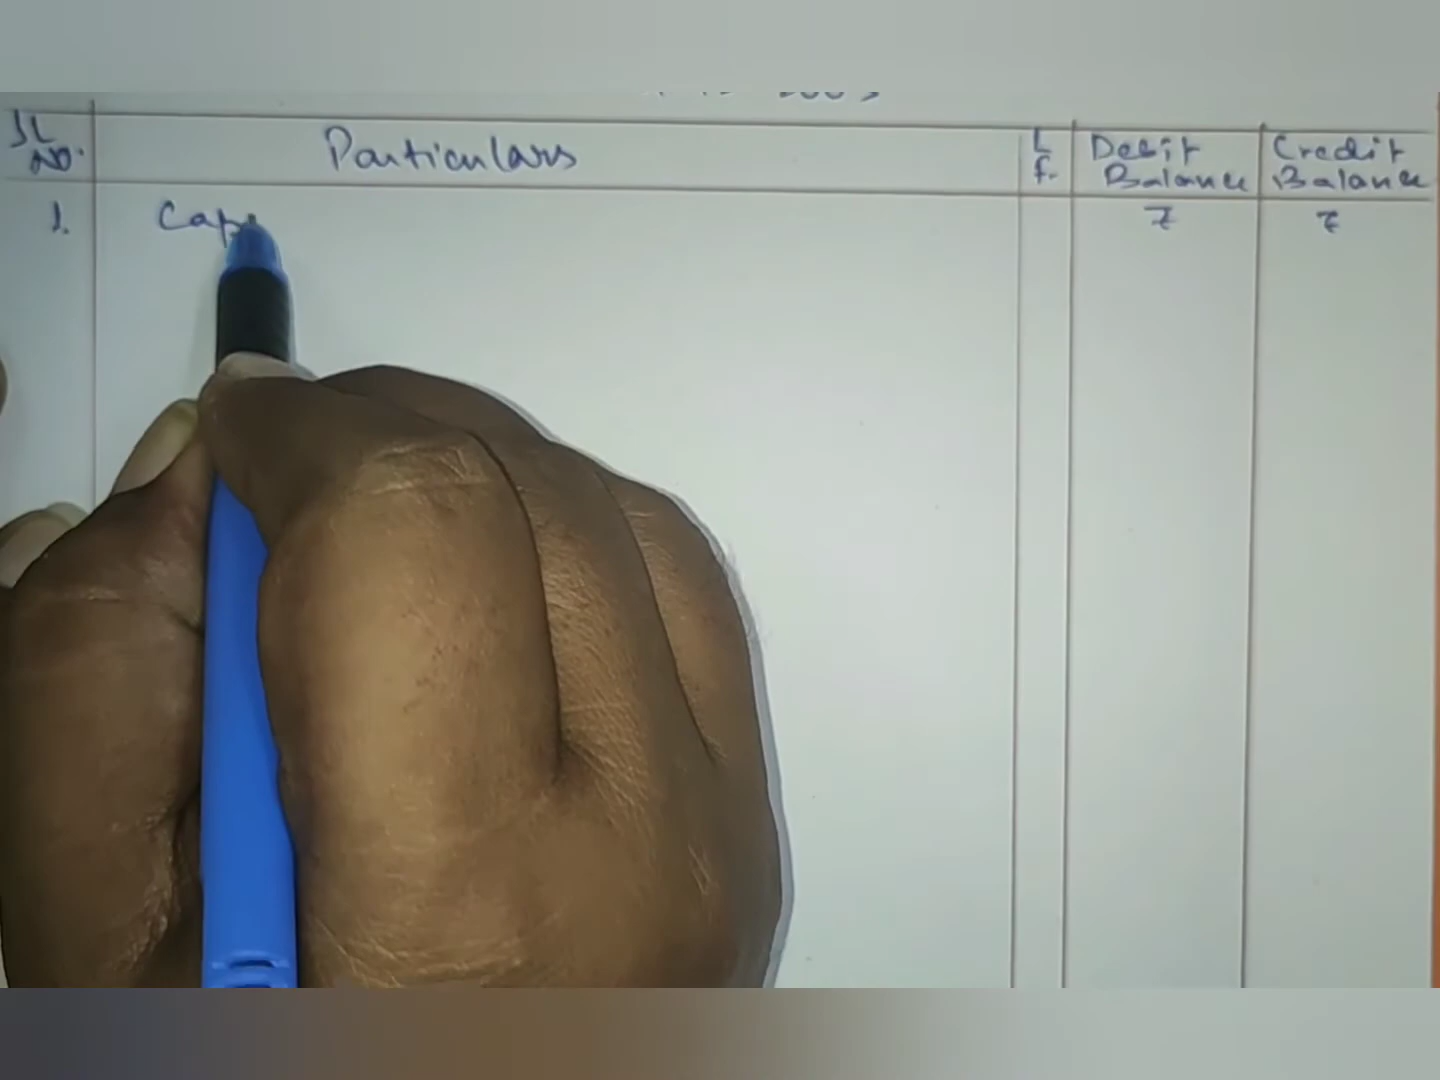 SL No. Particulars L f. Debit Balance Credit Balance
₹ ₹
1. Cap